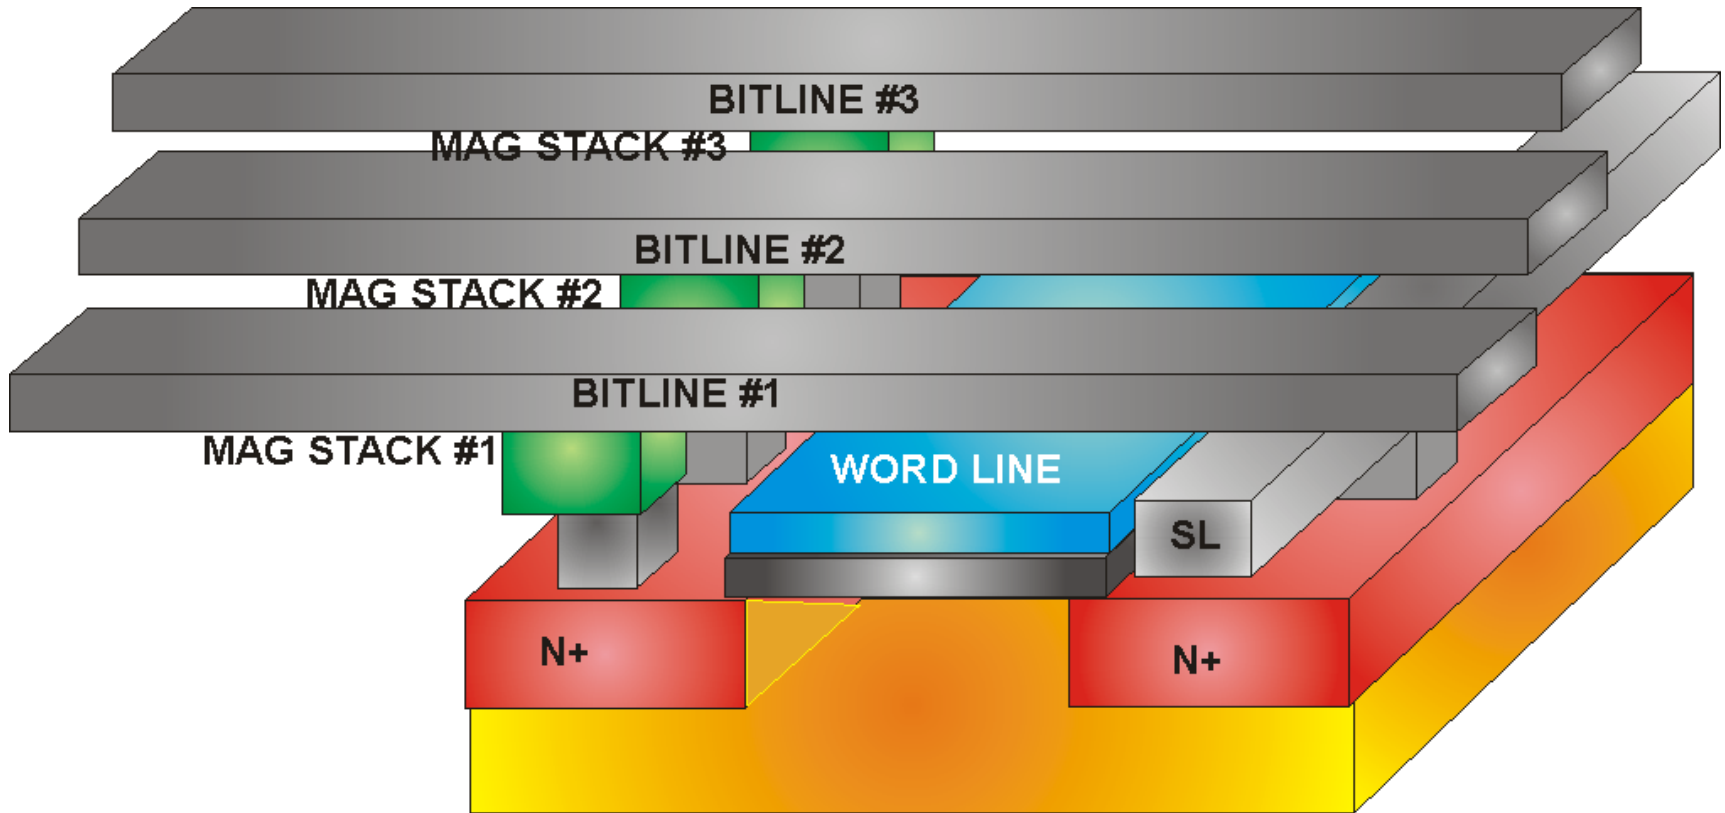 BITLINE #3
MAG STACK #3
BITLINE #2
MAG STACK #2
BITLINE #1
MAG STACK #1
WORD LINE
SL
N+
N+